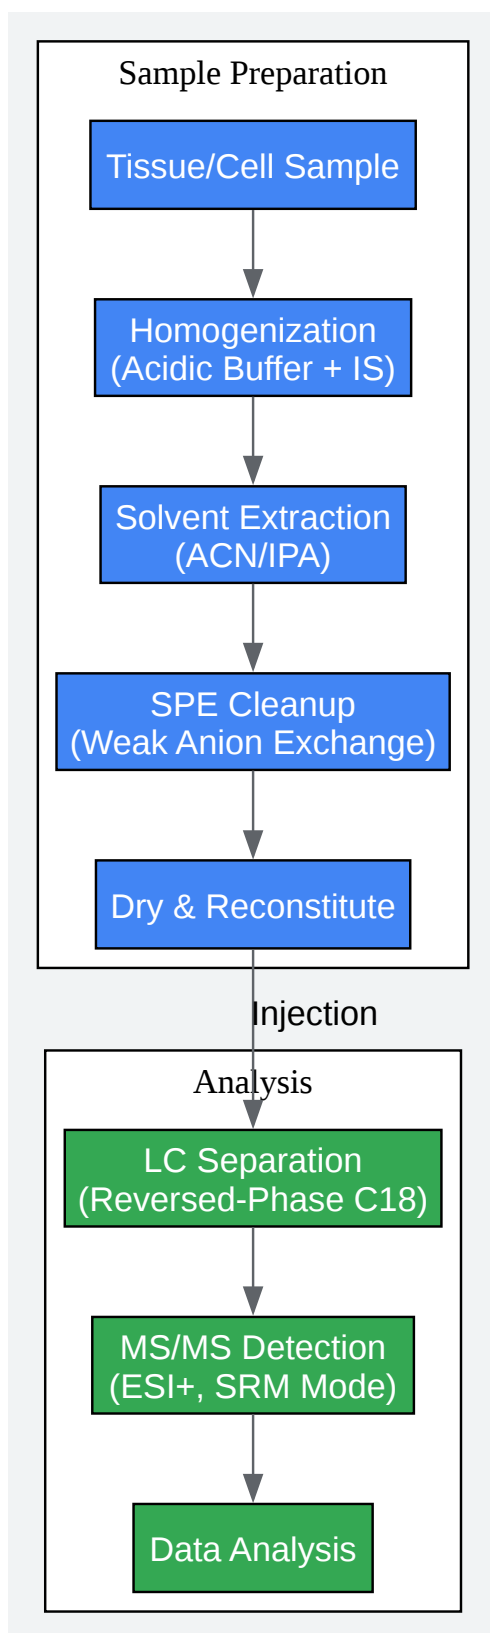 Sample Preparation
Tissue/Cell Sample
Homogenization
(Acidic Buffer + IS)
Solvent Extraction
(ACN/IPA)
SPE Cleanup
(Weak Anion Exchange)
Dry & Reconstitute
Injection
Analysis
LC Separation
(Reversed-Phase C18)
MS/MS Detection
(ESI+, SRM Mode)
Data Analysis